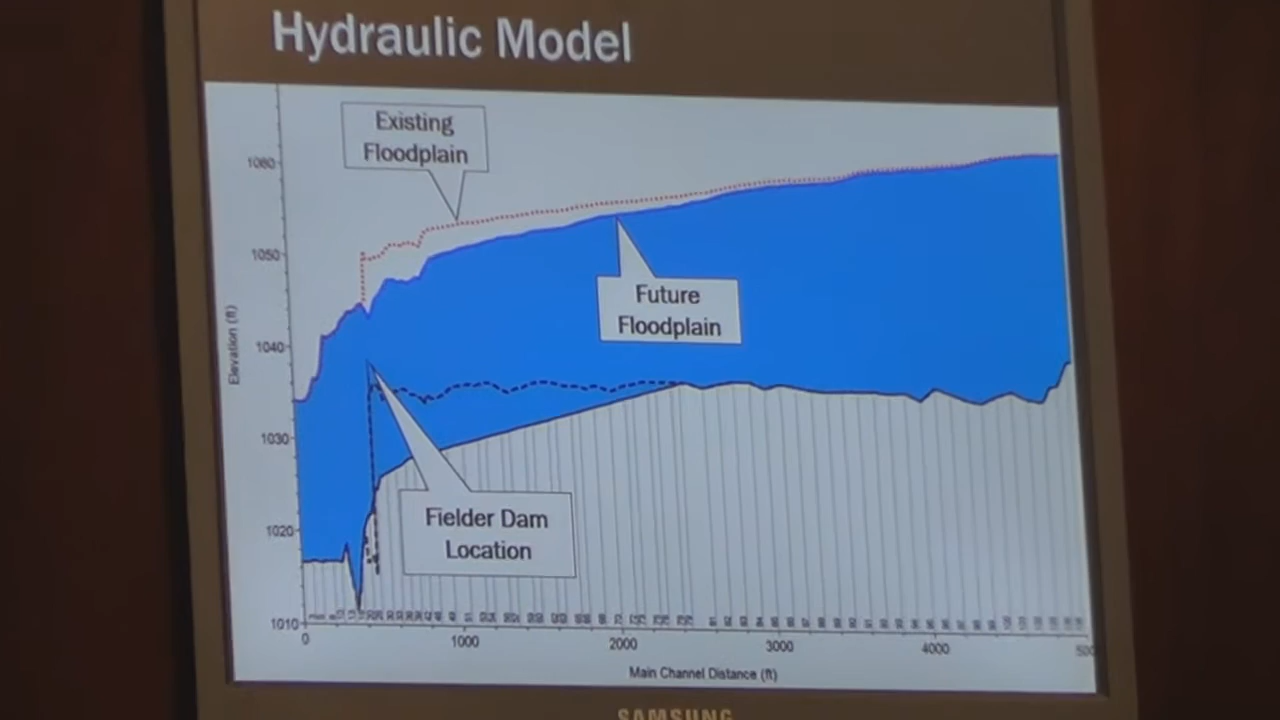 Hydraulic Model
Existing
Floodplain
1060
1050
1040
1030
1020
1010
Elevation (ft)
Future
Floodplain
Fielder Dam
Location
0
1000
2000
3000
4000
Main Channel Distance (ft)
SAMSUNG